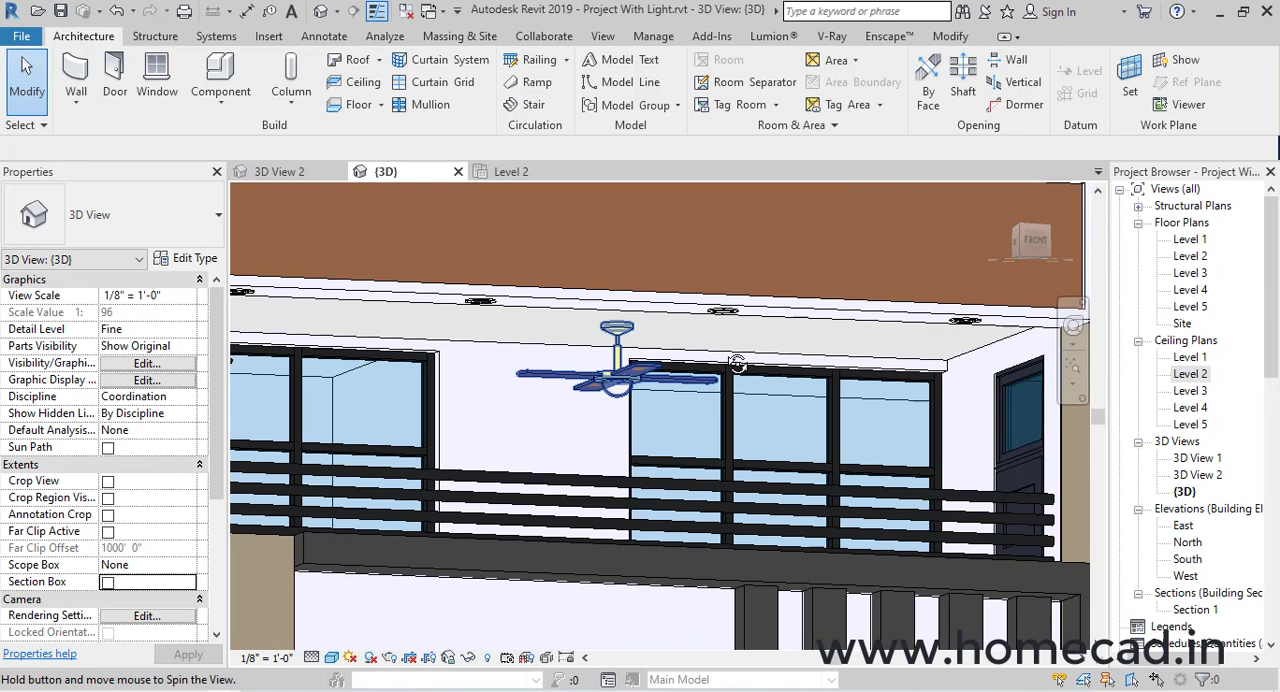 Autodesk Revit 2019 - Project With Light.rvt - 3D View: {3D}
Type a keyword or phrase
Sign In
File Architecture Structure Systems Insert Annotate Analyze Massing & Site Collaborate View Manage Add-Ins Lumion® V-Ray Enscape™ Modify
Modify
Wall
Door
Window
Component
Column
Roof
Ceiling
Floor
Curtain System
Curtain Grid
Mullion
Railing
Ramp
Stair
Model Text
Model Line
Model Group
Room
Room Separator
Tag Room
Area
Area Boundary
Tag Area
By Face
Shaft
Wall
Vertical
Dormer
Level
Grid
Set
Show
Ref Plane
Viewer
Select
Build
Circulation
Model
Room & Area
Opening
Datum
Work Plane
Properties
3D View 2
{3D}
Level 2
Project Browser - Project Wi...
3D View
3D View: {3D}
Edit Type
Graphics
View Scale 1/8" = 1'-0"
Scale Value 1: 96
Detail Level Fine
Parts Visibility Show Original
Visibility/Graphi... Edit...
Graphic Display ... Edit...
Discipline Coordination
Show Hidden Li... By Discipline
Default Analysis... None
Sun Path
Extents
Crop View
Crop Region Vis...
Annotation Crop
Far Clip Active
Far Clip Offset 1000' 0"
Scope Box None
Section Box
Camera
Rendering Setti... Edit...
Locked Orientat...
Properties help
Apply
FRONT
Views (all)
Structural Plans
Floor Plans
Level 1
Level 2
Level 3
Level 4
Level 5
Site
Ceiling Plans
Level 1
Level 2
Level 3
Level 4
Level 5
3D Views
3D View 1
3D View 2
{3D}
Elevations (Building El
East
North
South
West
Sections (Building Sec
Section 1
Legends
1/8" = 1'-0"
www.homecad.in
Hold button and move mouse to Spin the View.
:0
Main Model
:0